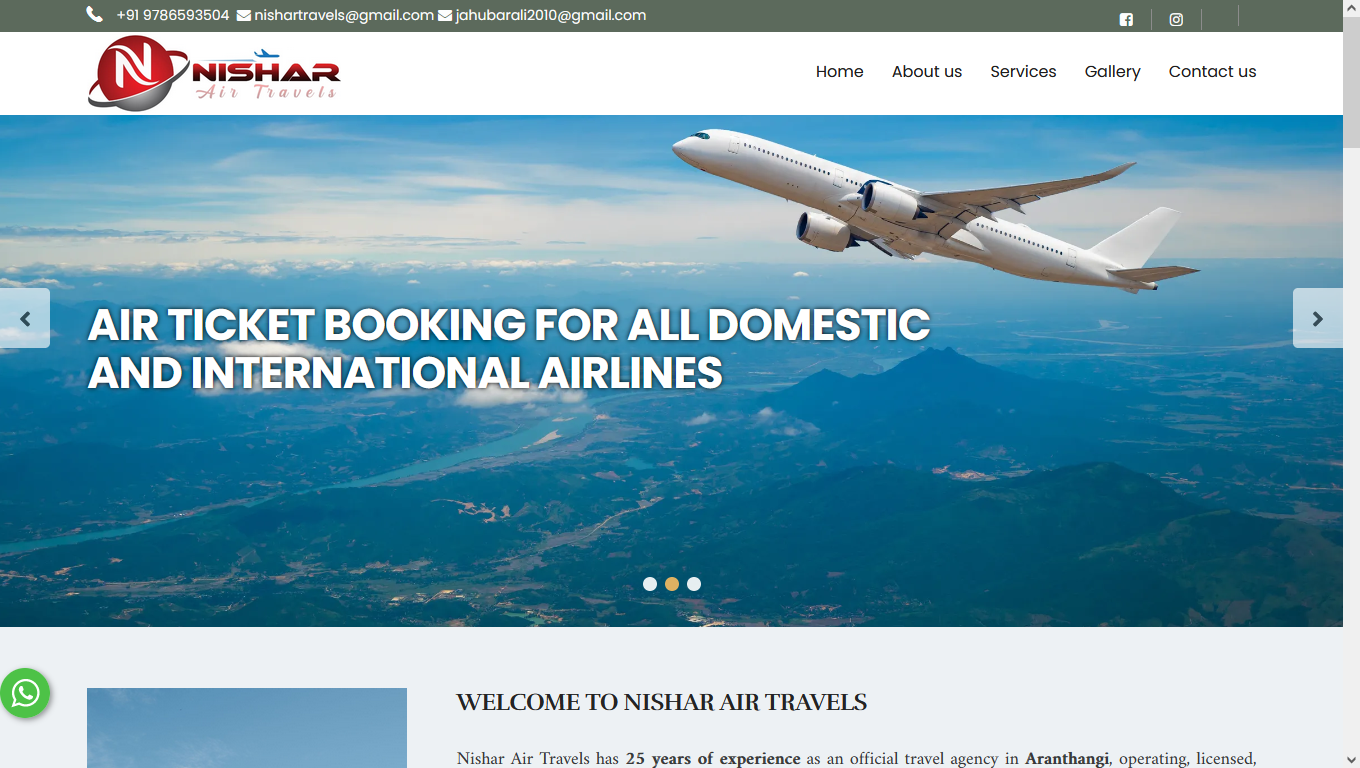 +91 9786593504 nishartravels@gmail.com jahubarali2010@gmail.com
N NISHAR
Air Travels
Home About us Services Gallery Contact us
AIR TICKET BOOKING FOR ALL DOMESTIC
AND INTERNATIONAL AIRLINES
WELCOME TO NISHAR AIR TRAVELS
Nishar Air Travels has 25 years of experience as an official travel agency in Aranthangi, operating, licensed,